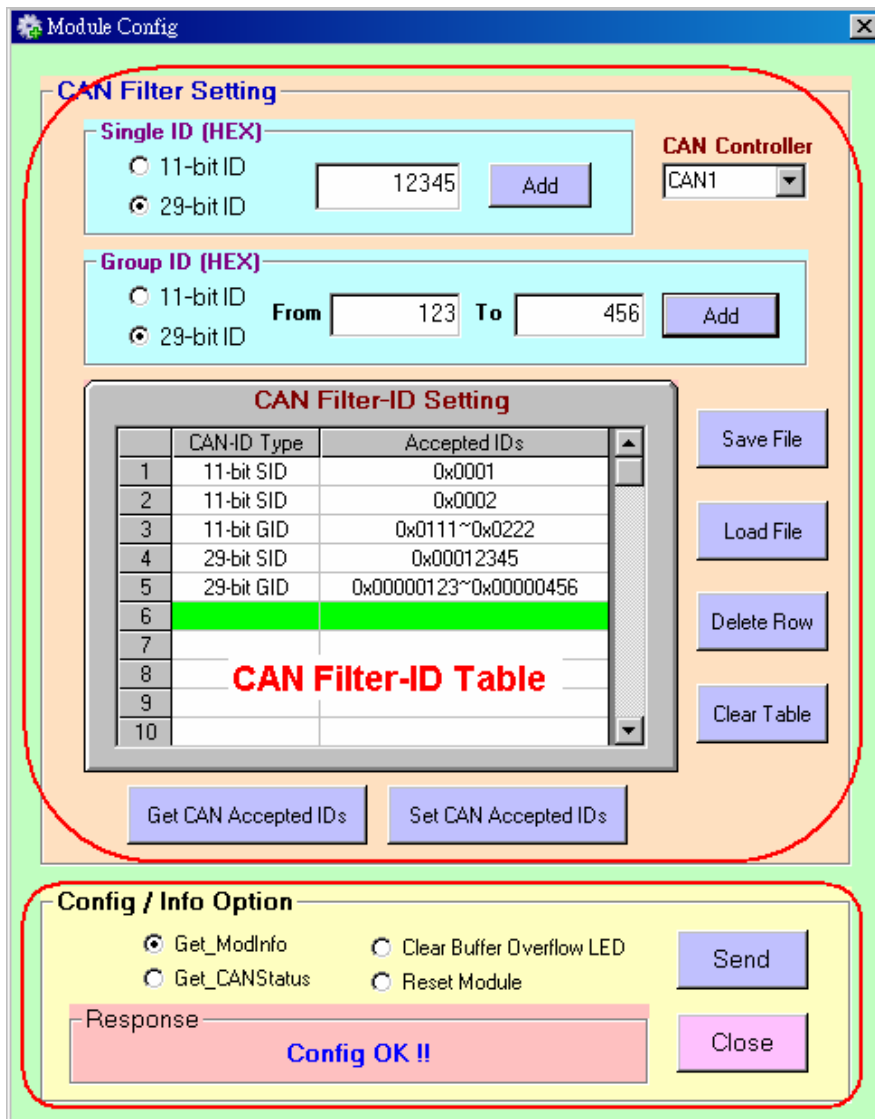 Module Config
CAN Filter Setting
Single ID (HEX)
11-bit ID
29-bit ID
12345
Add
CAN Controller
CAN1
Group ID (HEX)
11-bit ID
29-bit ID
From 123 To 456
Add
CAN Filter-ID Setting
CAN-ID Type Accepted IDs
1 11-bit SID 0x0001
2 11-bit SID 0x0002
3 11-bit GID 0x0111~0x0222
4 29-bit SID 0x00012345
5 29-bit GID 0x00000123~0x00000456
6
7
8
9
10
CAN Filter-ID Table
Save File
Load File
Delete Row
Clear Table
Get CAN Accepted IDs
Set CAN Accepted IDs
Config / Info Option
Get_ModInfo
Clear Buffer Overflow LED
Get_CANStatus
Reset Module
Send
Response
Config OK !!
Close